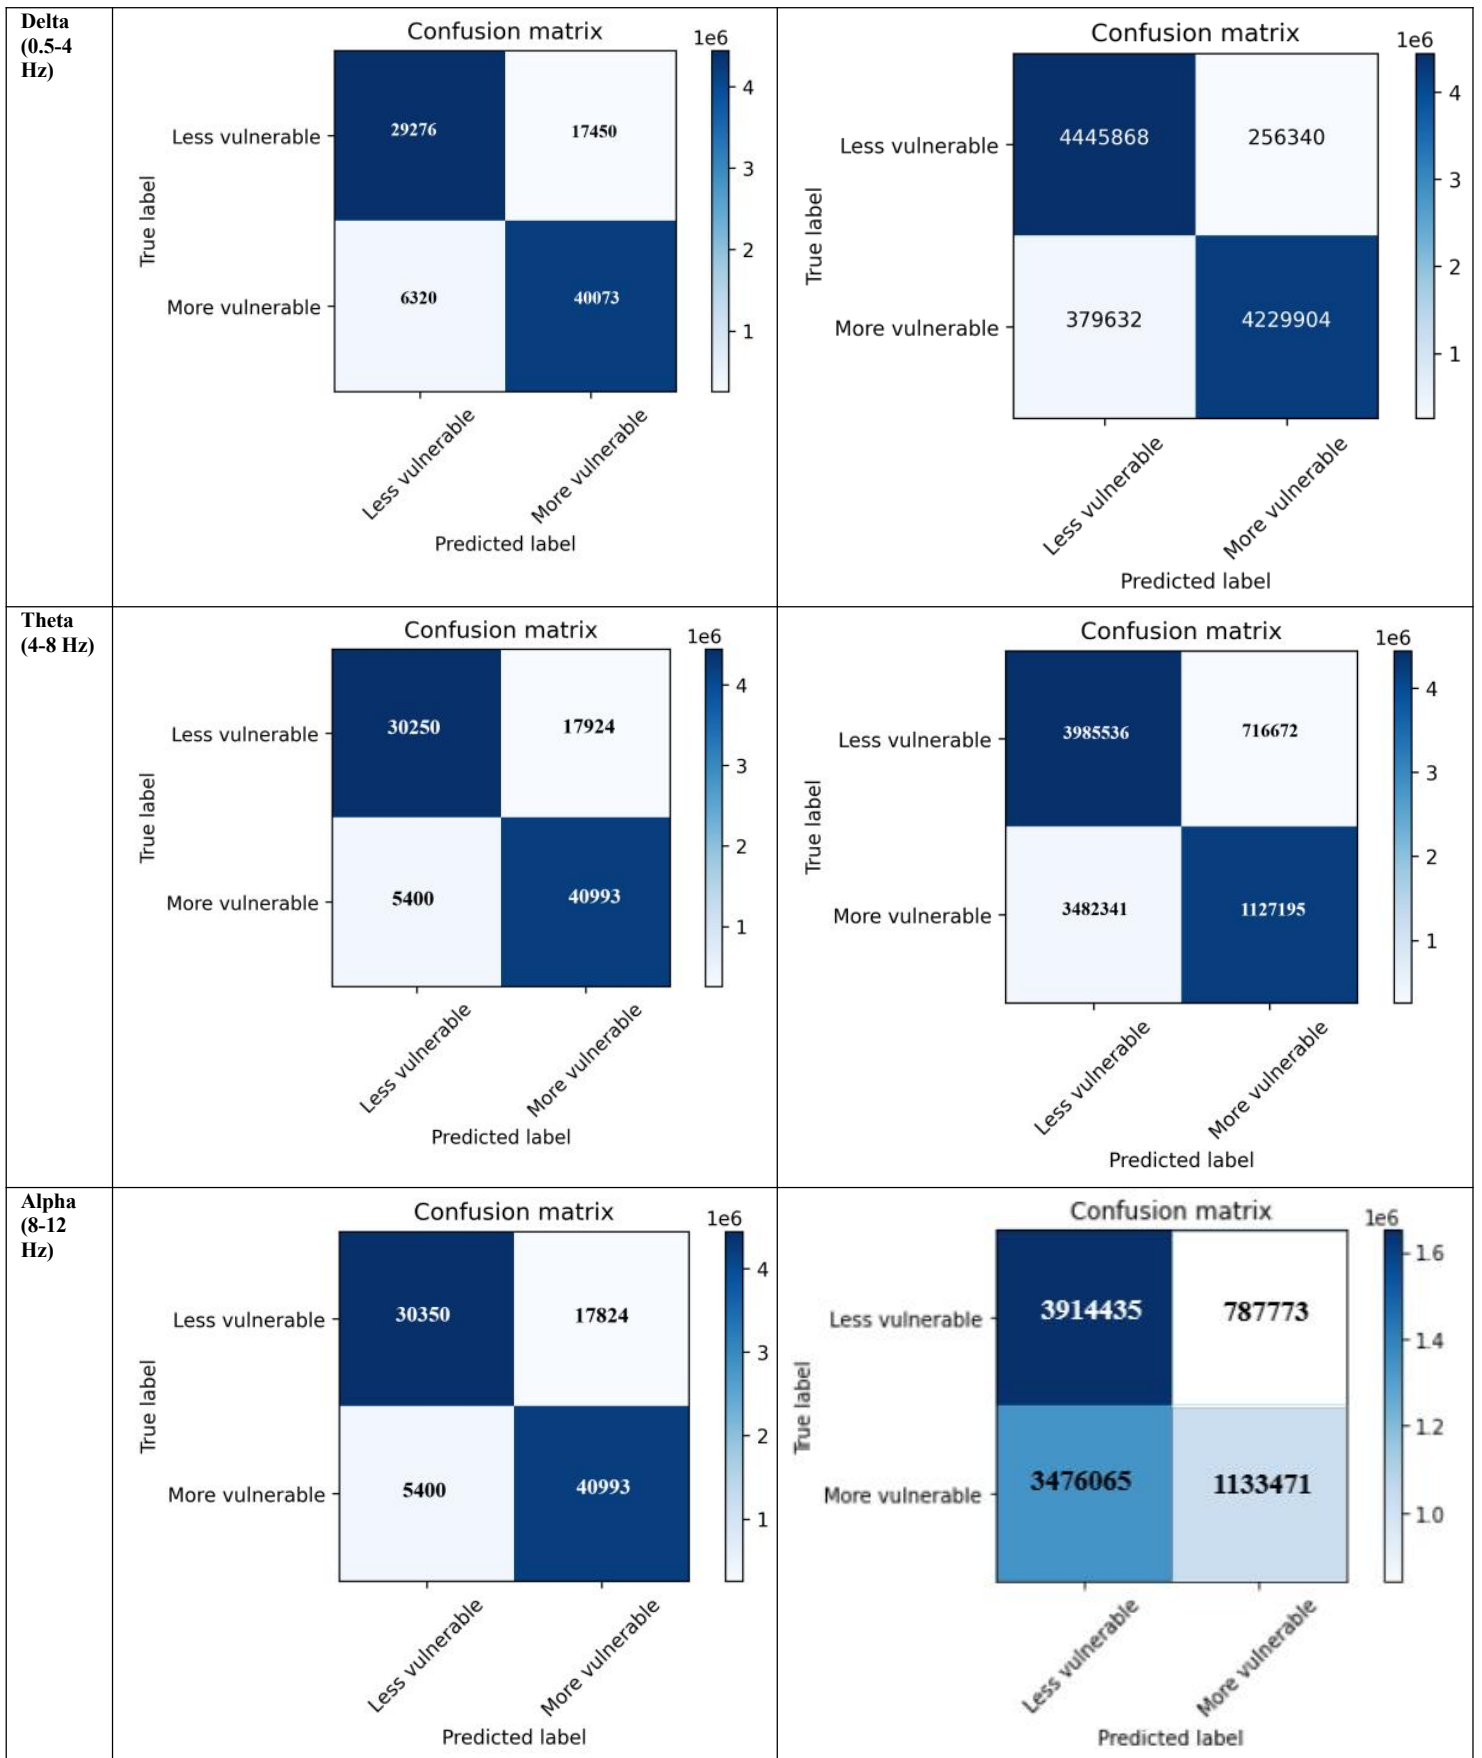 Delta
(0.5-4
Hz)
Confusion matrix
1e6
Less vulnerable
29276
17450
4
3
True label
2
More vulnerable
6320
40073
1
Less vulnerable
More vulnerable
Predicted label
Confusion matrix
1e6
Less vulnerable
4445868
256340
4
3
True label
2
More vulnerable
379632
4229904
1
Less vulnerable
More vulnerable
Predicted label
Theta
(4-8 Hz)
Confusion matrix
1e6
Less vulnerable
30250
17924
4
3
True label
2
More vulnerable
5400
40993
1
Less vulnerable
More vulnerable
Predicted label
Confusion matrix
1e6
Less vulnerable
3985536
716672
4
3
True label
2
More vulnerable
3482341
1127195
1
Less vulnerable
More vulnerable
Predicted label
Alpha
(8-12
Hz)
Confusion matrix
1e6
Less vulnerable
30350
17824
4
3
True label
2
More vulnerable
5400
40993
1
Less vulnerable
More vulnerable
Predicted label
Confusion matrix
1e6
Less vulnerable
3914435
787773
1.6
1.4
True label
1.2
More vulnerable
3476065
1133471
1.0
Less vulnerable
More vulnerable
Predicted label